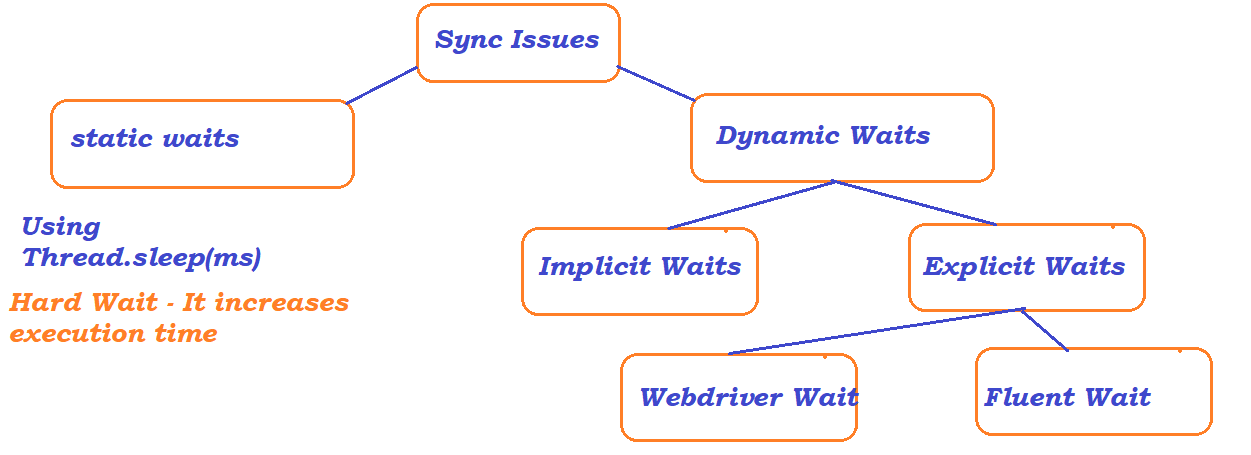 Sync Issues
static waits
Dynamic Waits
Using
Thread.sleep(ms)
Hard Wait - It increases
execution time
Implicit Waits
Explicit Waits
Webdriver Wait
Fluent Wait